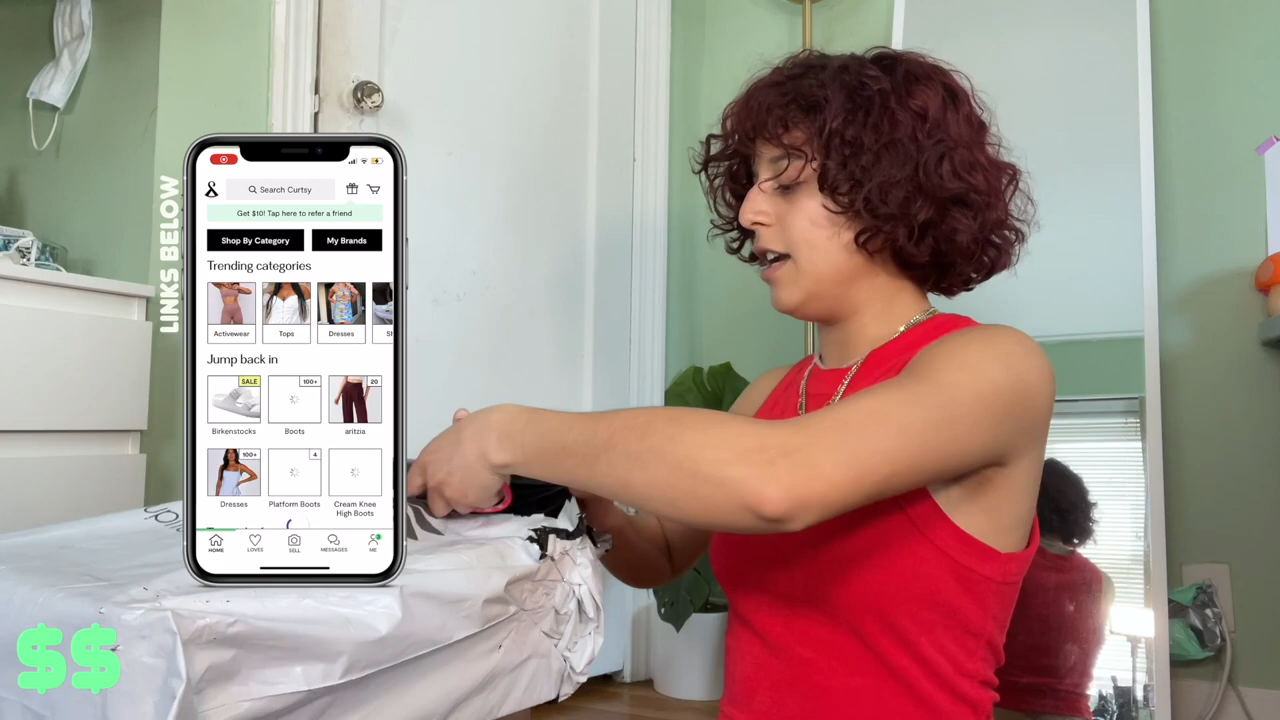 LINKS BELOW
Search Curtsy
Get $10! Tap here to refer a friend
Shop By Category
My Brands
Trending categories
Activewear
Tops
Dresses
Jump back in
SALE
100+
20
Birkenstocks
Boots
aritzia
100+
4
Dresses
Platform Boots
Cream Knee
High Boots
HOME
LOVES
SELL
MESSAGES
ME
$$